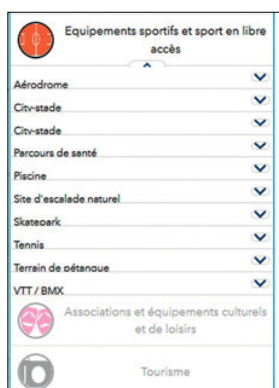 Equipements sportifs et sport en libre
accès
Aérodrome
City-stade
City-stade
Parcours de santé
Piscine
Site d'escalade naturel
Skatepark
Tennis
Terrain de pétanque
VTT / BMX
Associations et équipements culturels
et de loisirs
Tourisme